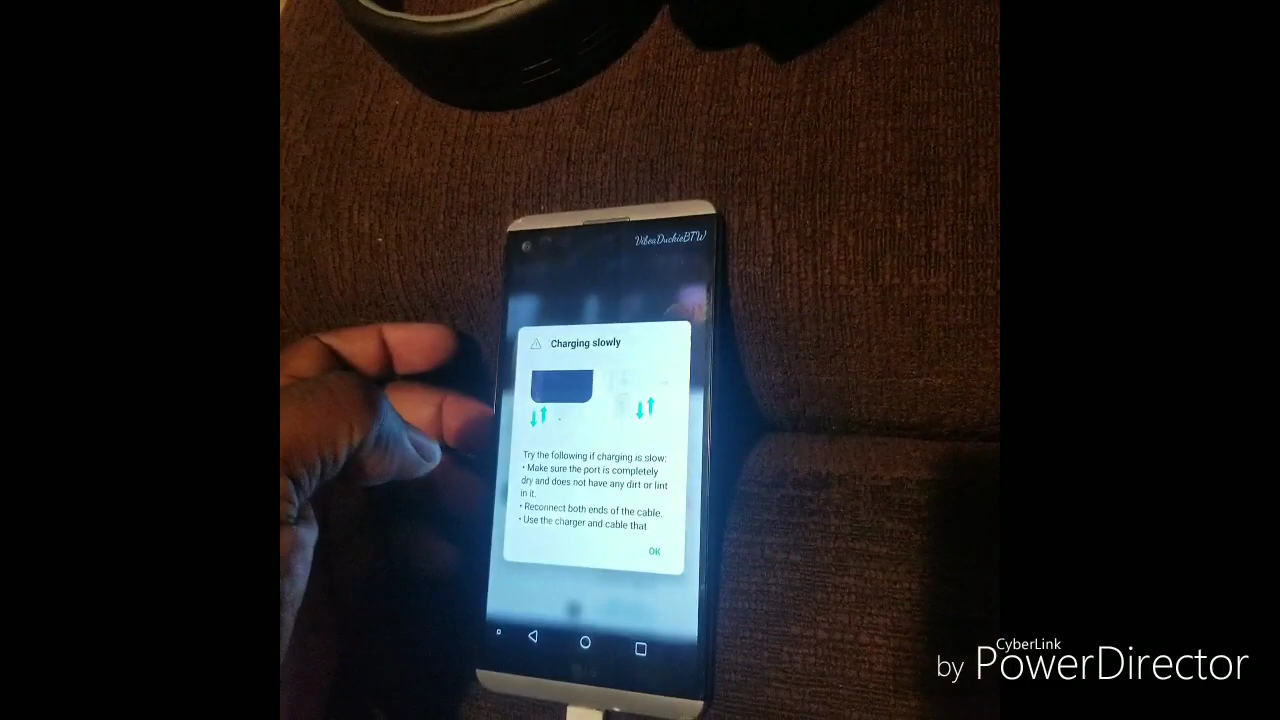 VibeaDuckieBTW
Charging slowly
Try the following if charging is slow:
• Make sure the port is completely
dry and does not have any dirt or lint
in it.
• Reconnect both ends of the cable.
• Use the charger and cable that
OK
CyberLink
by PowerDirector